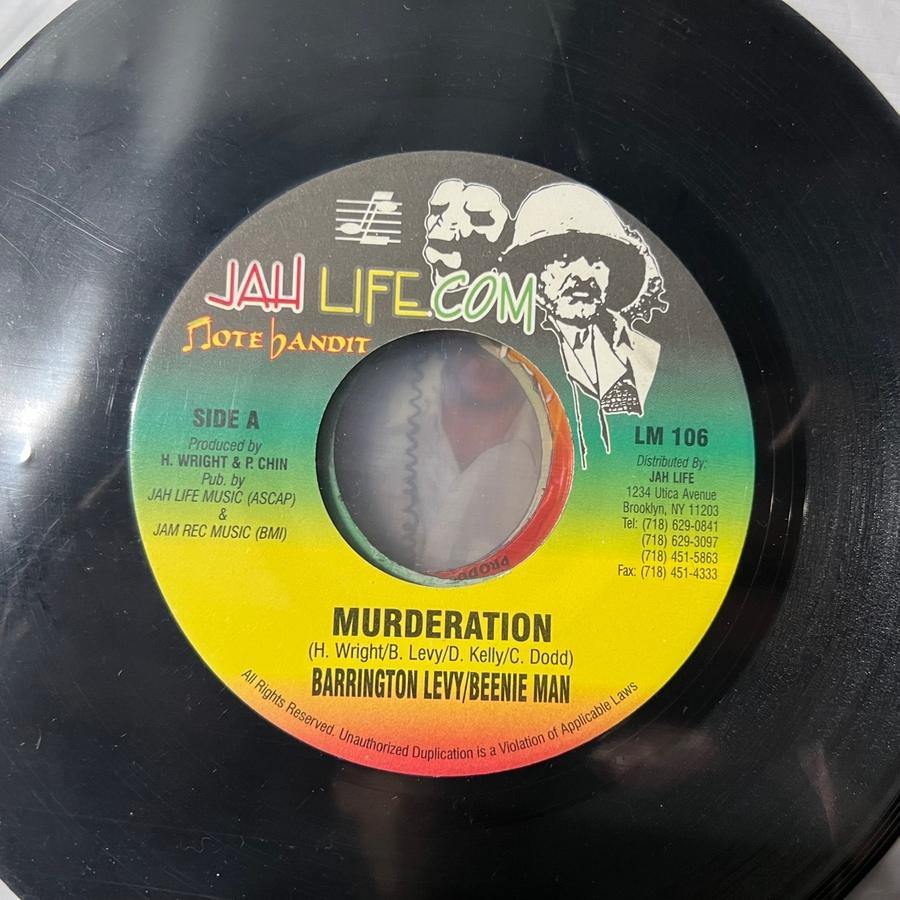 JAH LIFE.COM
NOTE BANDIT
SIDE A
Produced by
H. WRIGHT & P. CHIN
Pub. by
JAH LIFE MUSIC (ASCAP)
&
JAM REC MUSIC (BMI)
LM 106
Distributed By:
JAH LIFE
1234 Utica Avenue
Brooklyn, NY 11203
Tel: (718) 629-0841
(718) 629-3097
(718) 451-5863
Fax: (718) 451-4333
MURDERATION
(H. Wright/B. Levy/D. Kelly/C. Dodd)
BARRINGTON LEVY/BEENIE MAN
All Rights Reserved. Unauthorized Duplication is a Violation of Applicable Laws